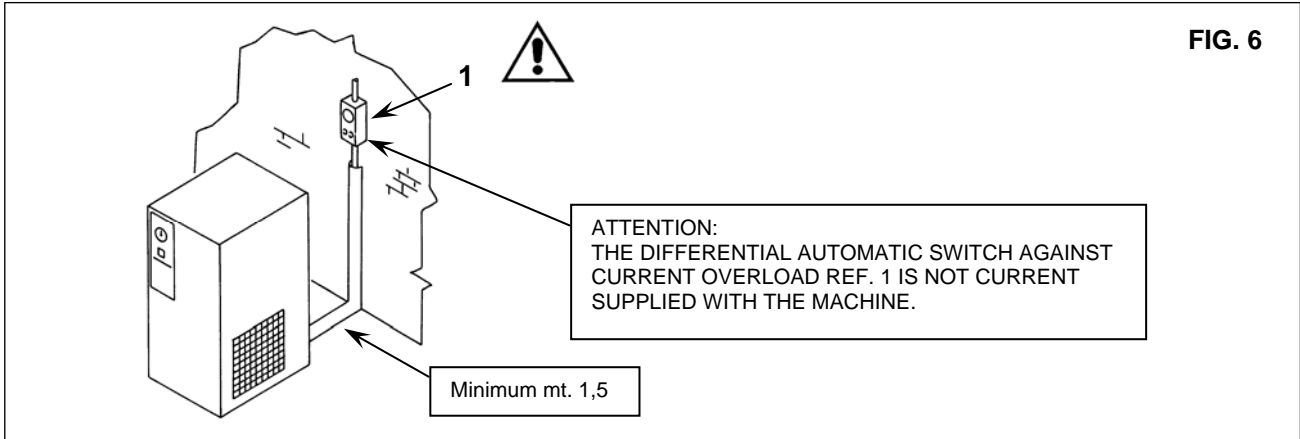 FIG. 6
1
ATTENTION:
THE DIFFERENTIAL AUTOMATIC SWITCH AGAINST
CURRENT OVERLOAD REF. 1 IS NOT CURRENT
SUPPLIED WITH THE MACHINE.
Minimum mt. 1,5